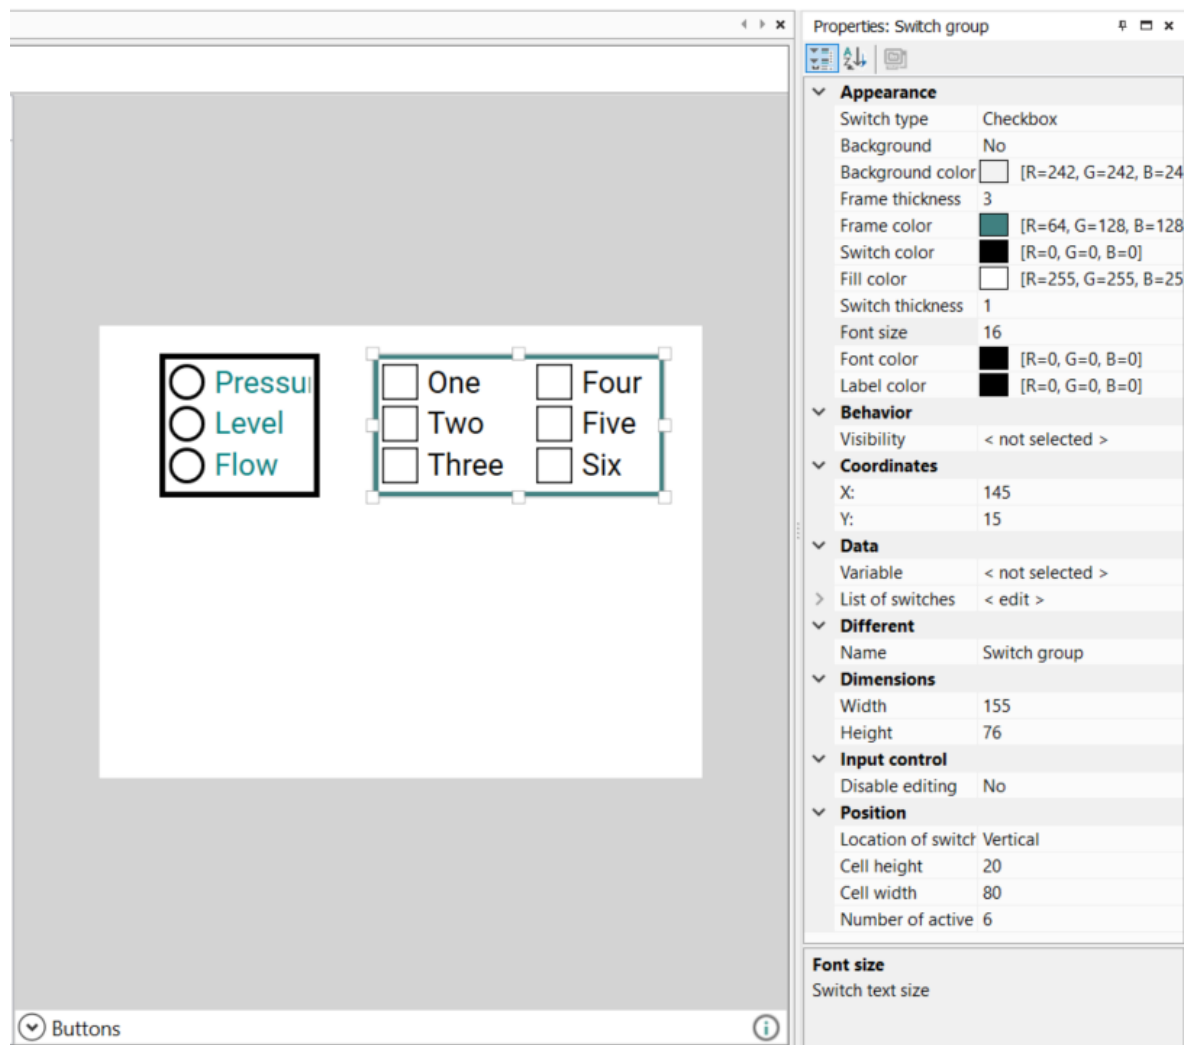 Properties: Switch group
Appearance
Switch type Checkbox
Background No
Background color [R=242, G=242, B=24
Frame thickness 3
Frame color [R=64, G=128, B=128
Switch color [R=0, G=0, B=0]
Fill color [R=255, G=255, B=25
Switch thickness 1
Font size 16
Font color [R=0, G=0, B=0]
Label color [R=0, G=0, B=0]
Behavior
Visibility < not selected >
Coordinates
X: 145
Y: 15
Data
Variable < not selected >
List of switches < edit >
Different
Name Switch group
Dimensions
Width 155
Height 76
Input control
Disable editing No
Position
Location of switch Vertical
Cell height 20
Cell width 80
Number of active 6
Font size
Switch text size
Pressur
Level
Flow
One Four
Two Five
Three Six
Buttons